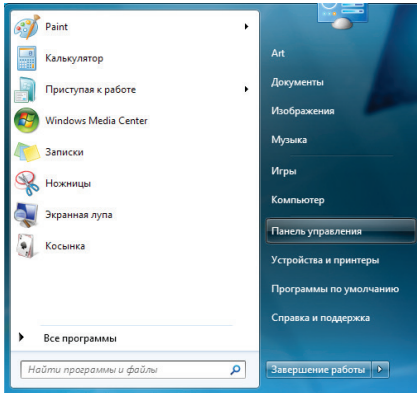 Paint
Калькулятор
Приступая к работе
Windows Media Center
Записки
Ножницы
Экранная лупа
Косынка
Все программы
Найти программы и файлы
Art
Документы
Изображения
Музыка
Игры
Компьютер
Панель управления
Устройства и принтеры
Программы по умолчанию
Справка и поддержка
Завершение работы